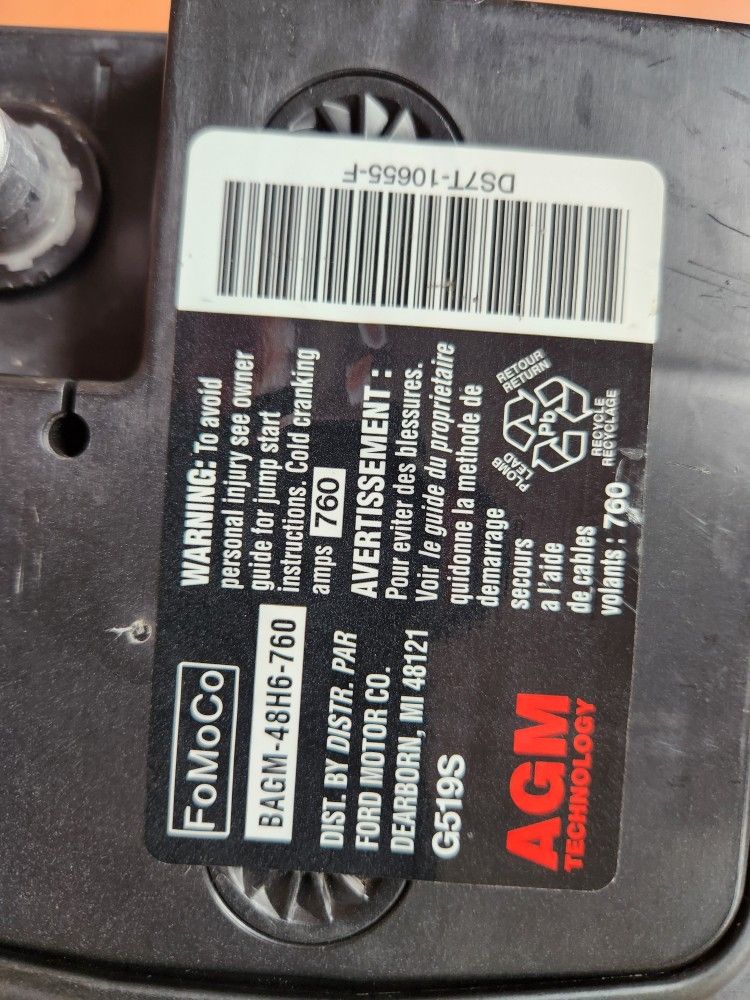 FoMoCo
BAGM-48H6-760
DIST. BY DISTR. PAR
FORD MOTOR CO.
DEARBORN, MI 48121
G519S
AGM
TECHNOLOGY
WARNING: To avoid
personal injury see owner
guide for jump start
instructions. Cold cranking
amps 760
AVERTISSEMENT :
Pour eviter des blessures.
Voir le guide du proprietaire
quidonne la methode de
demarrage
secours
a l'aide
de cables
volants : 760
PLOMB
LEAD
RETOUR
RETURN
Pb
RECYCLE
RECYCLAGE
DS7T-10655-F